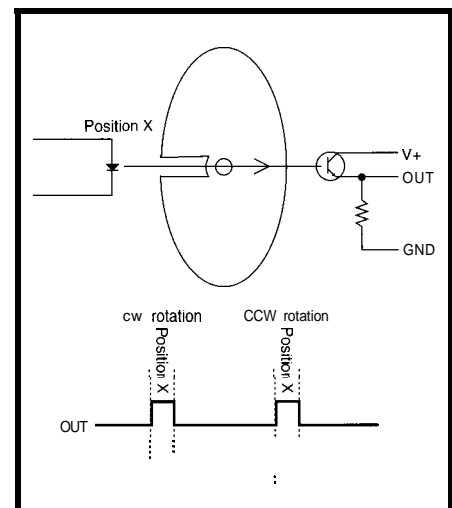 Position X
V+
OUT
GND
cw rotation
CCW rotation
Position X
Position X
OUT